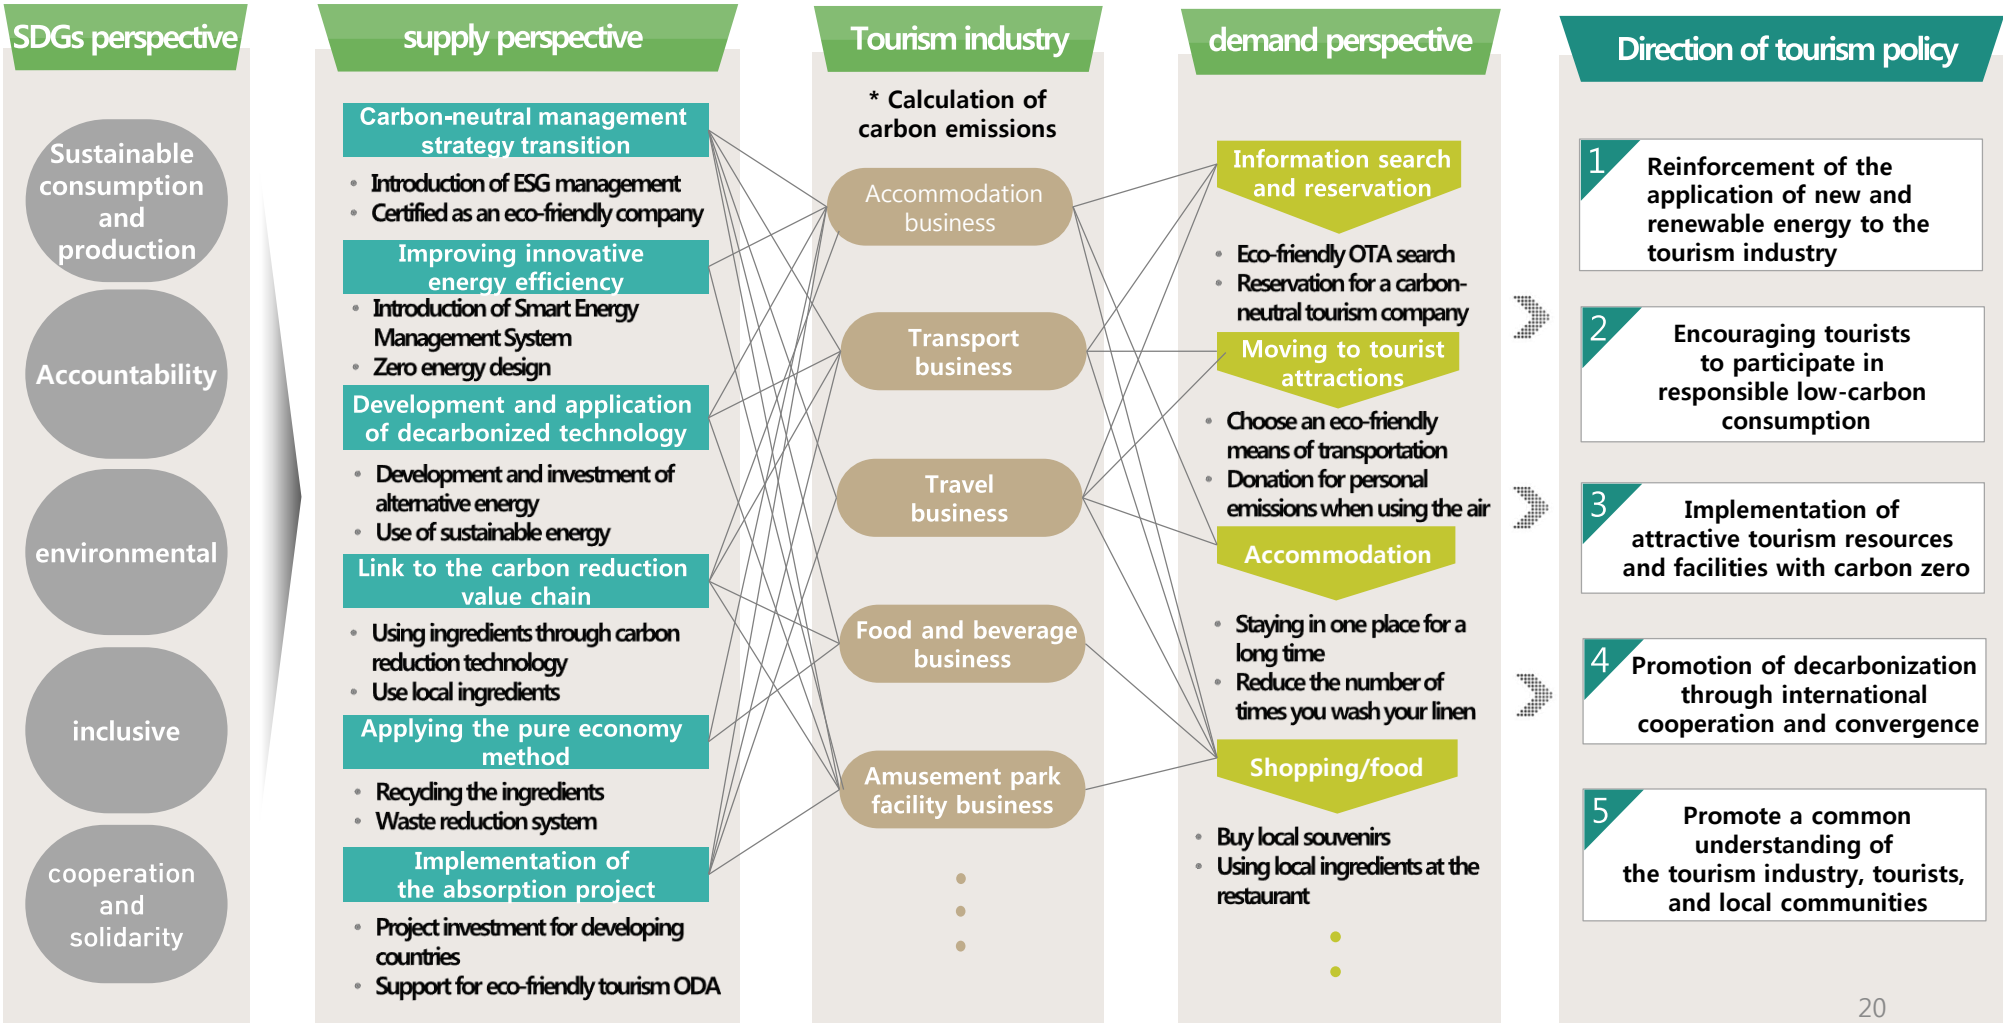 SDGs perspective
Sustainable
consumption
and
production
Accountability
environmental
inclusive
cooperation
and
solidarity
supply perspective
Carbon-neutral management
strategy transition
• Introduction of ESG management
• Certified as an eco-friendly company
Improving innovative
energy efficiency
• Introduction of Smart Energy
Management System
• Zero energy design
Development and application
of decarbonized technology
• Development and investment of
alternative energy
• Use of sustainable energy
Link to the carbon reduction
value chain
• Using ingredients through carbon
reduction technology
• Use local ingredients
Applying the pure economy
method
• Recycling the ingredients
• Waste reduction system
Implementation of
the absorption project
• Project investment for developing
countries
• Support for eco-friendly tourism ODA
Tourism industry
* Calculation of
carbon emissions
Accommodation
business
Transport
business
Travel
business
Food and beverage
business
Amusement park
facility business
demand perspective
Information search
and reservation
• Eco-friendly OTA search
• Reservation for a carbon-
neutral tourism company
Moving to tourist
attractions
• Choose an eco-friendly
means of transportation
• Donation for personal
emissions when using the air
Accommodation
• Staying in one place for a
long time
• Reduce the number of
times you wash your linen
Shopping/food
• Buy local souvenirs
• Using local ingredients at the
restaurant
Direction of tourism policy
1
Reinforcement of the
application of new and
renewable energy to the
tourism industry
2
Encouraging tourists
to participate in
responsible low-carbon
consumption
3
Implementation of
attractive tourism resources
and facilities with carbon zero
4
Promotion of decarbonization
through international
cooperation and convergence
5
Promote a common
understanding of
the tourism industry, tourists,
and local communities
20